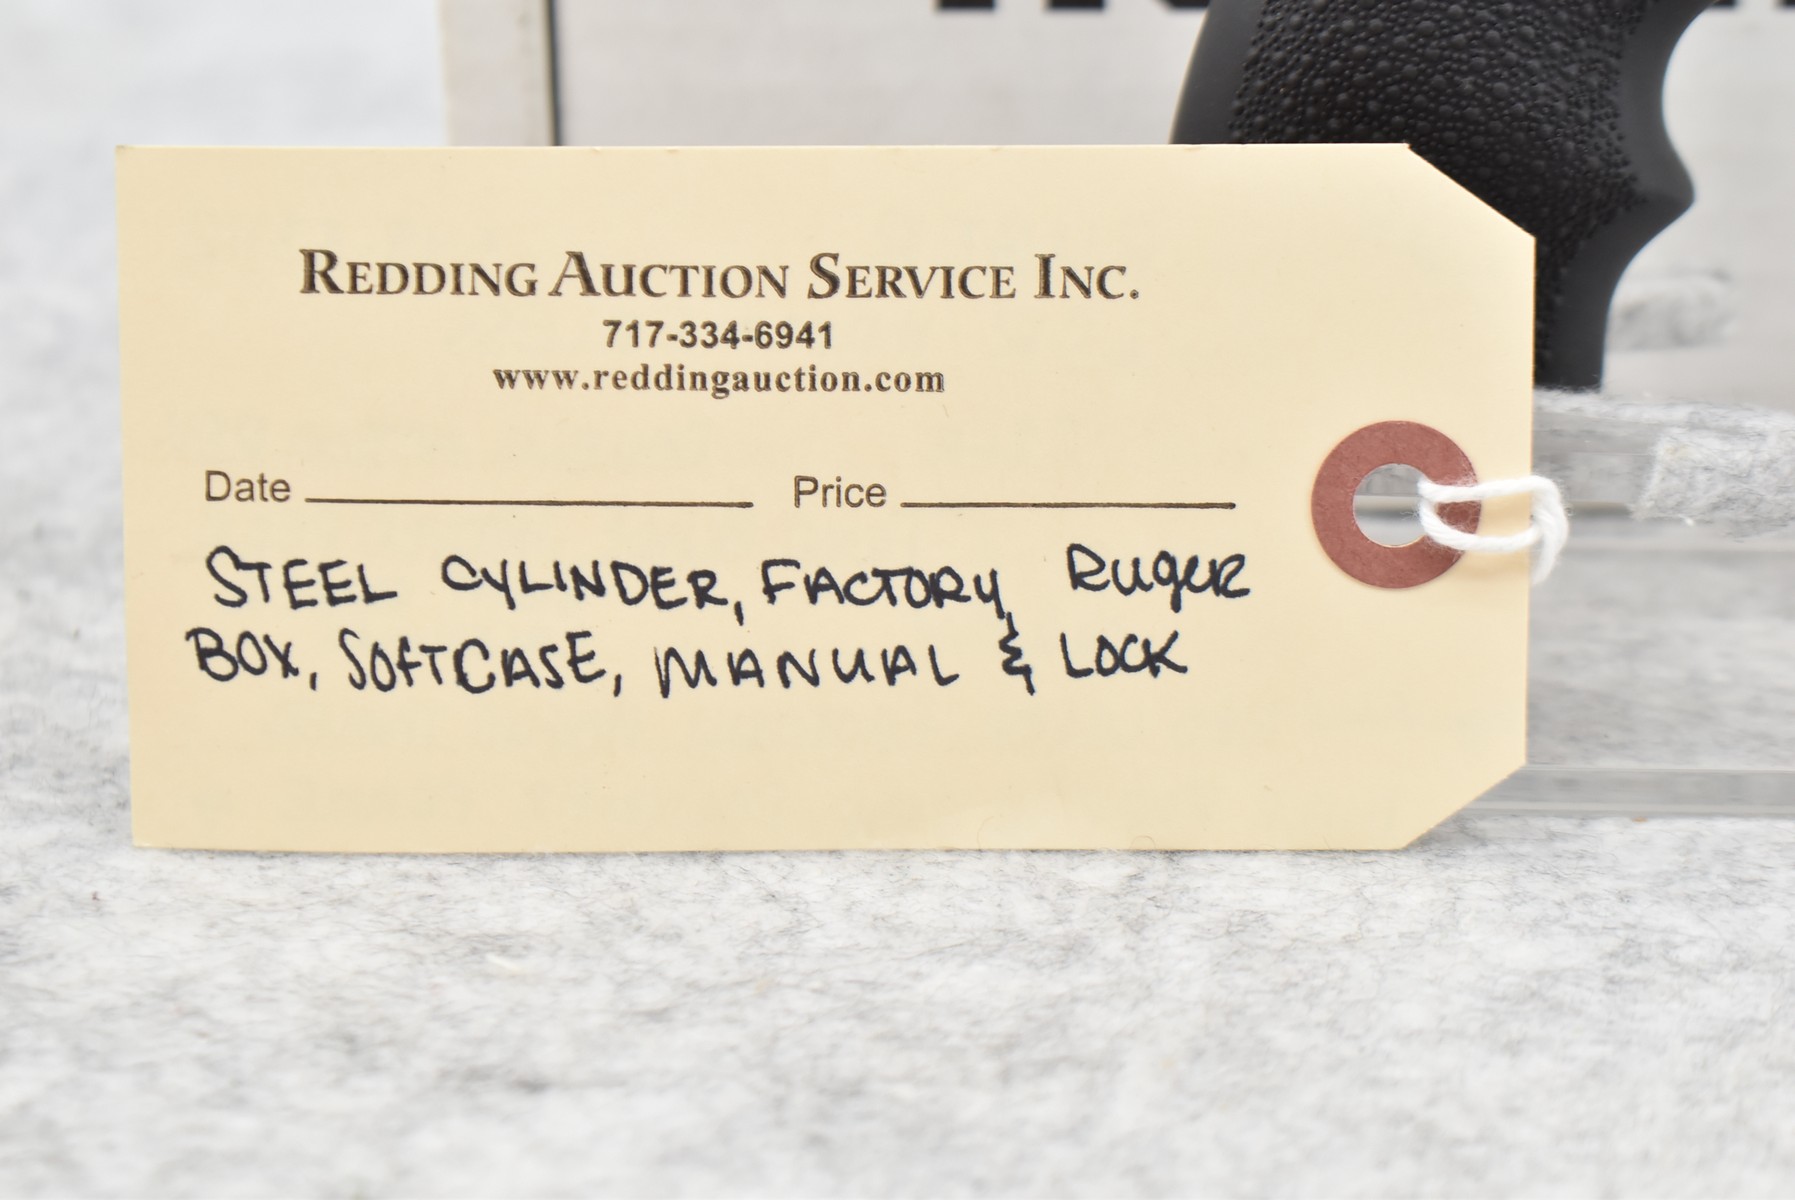 REDDING AUCTION SERVICE INC.
717-334-6941
www.reddingauction.com
Date Price
STEEL CYLINDER, FACTORY RUGER
BOX, SOFTCASE, MANUAL & LOCK